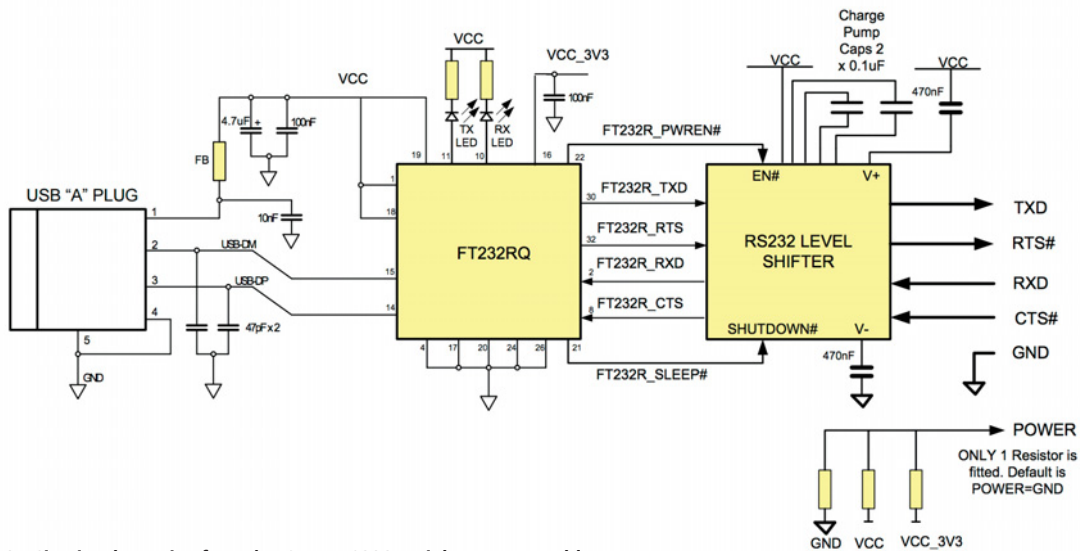 Charge
Pump
Caps 2
x 0.1uF
VCC
VCC_3V3
VCC
VCC
VCC
470nF
4.7uF +
100nF
100nF
TX
LED
RX
LED
FT232R_PWREN#
19
11
10
16
22
FB
EN#
V+
USB "A" PLUG
1
1
30
FT232R_TXD
TXD
10nF
18
2
USB-DM
32
FT232R_RTS
RS232 LEVEL
SHIFTER
RTS#
FT232RQ
3
USB-DP
15
2
FT232R_RXD
RXD
4
14
8
FT232R_CTS
CTS#
47pF x 2
SHUTDOWN#
V-
5
4
17
20
24
26
21
FT232R_SLEEP#
470nF
GND
GND
POWER
ONLY 1 Resistor is
fitted. Default is
POWER=GND
GND
VCC
VCC_3V3